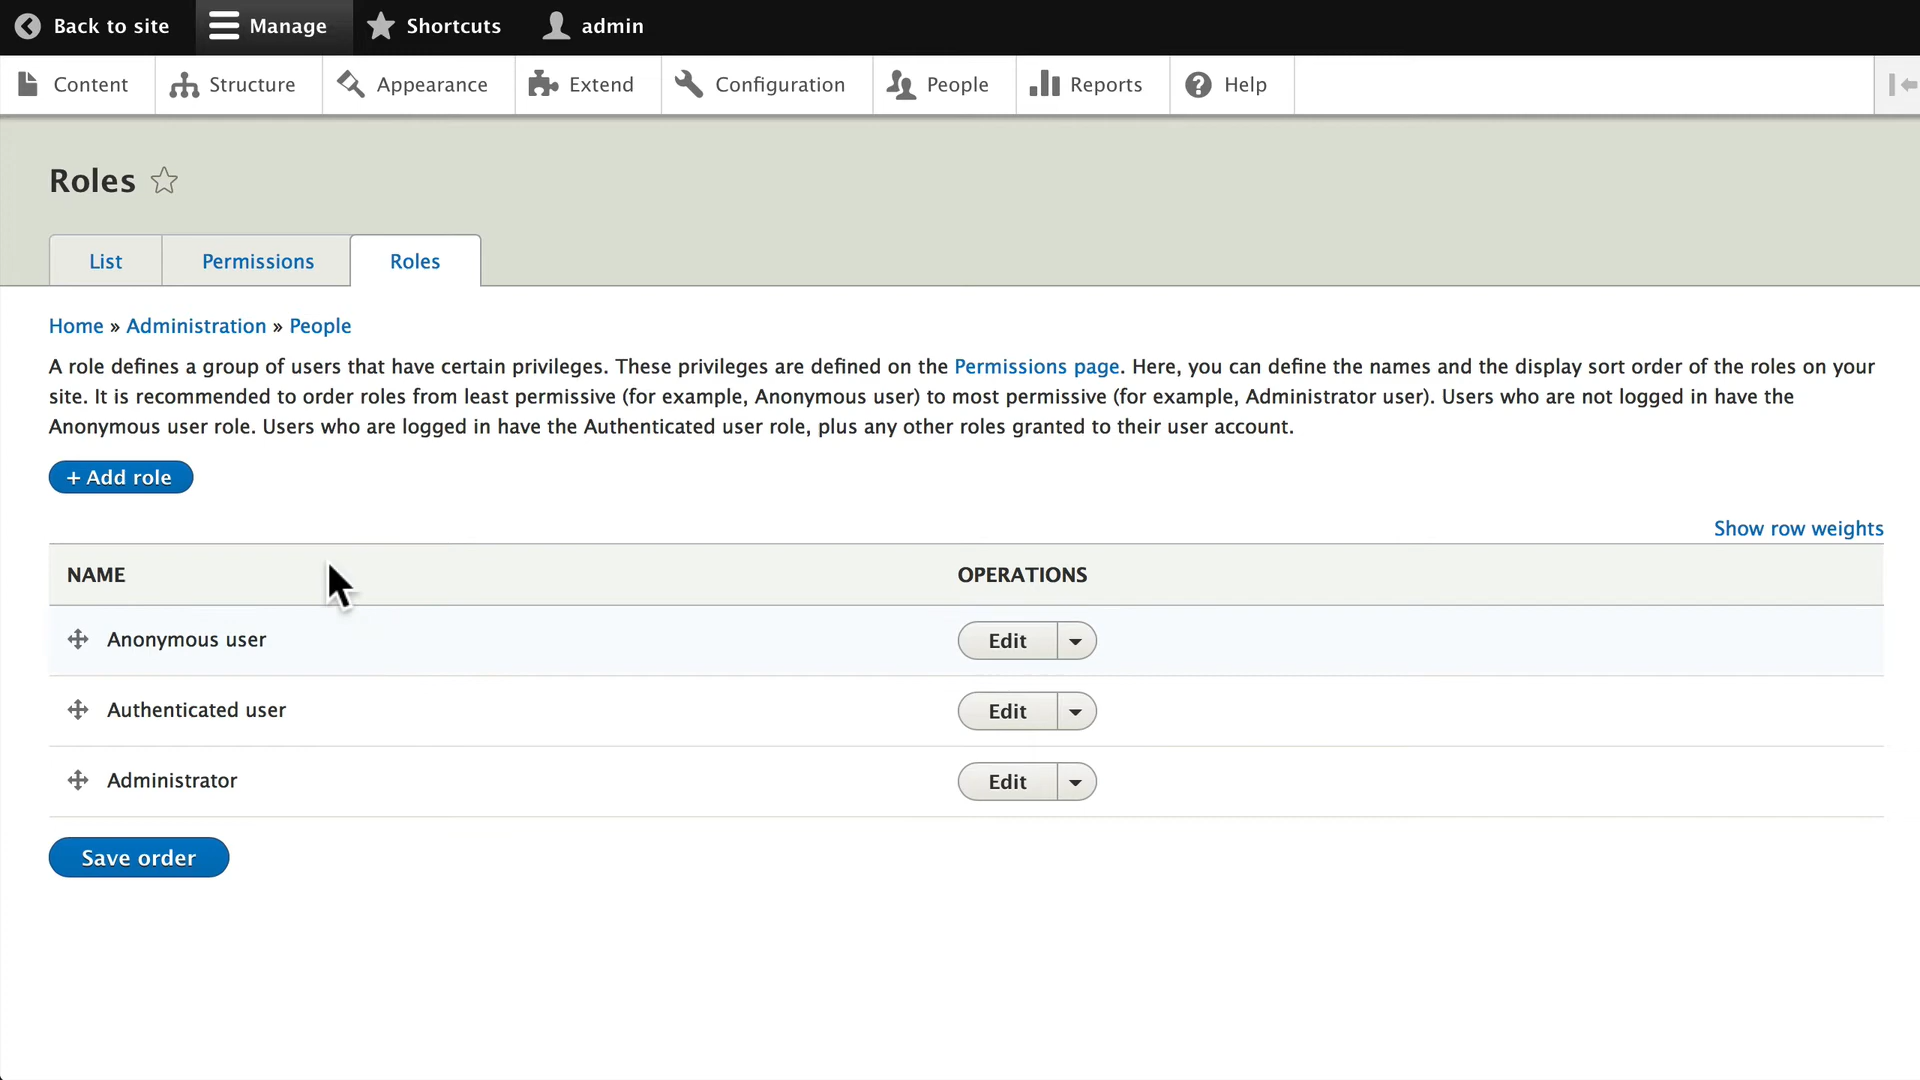 Back to site Manage Shortcuts admin
Content Structure Appearance Extend Configuration People Reports Help
Roles
List Permissions Roles
Home » Administration » People
A role defines a group of users that have certain privileges. These privileges are defined on the Permissions page. Here, you can define the names and the display sort order of the roles on your
site. It is recommended to order roles from least permissive (for example, Anonymous user) to most permissive (for example, Administrator user). Users who are not logged in have the
Anonymous user role. Users who are logged in have the Authenticated user role, plus any other roles granted to their user account.
+ Add role
Show row weights
NAME OPERATIONS
Anonymous user Edit
Authenticated user Edit
Administrator Edit
Save order